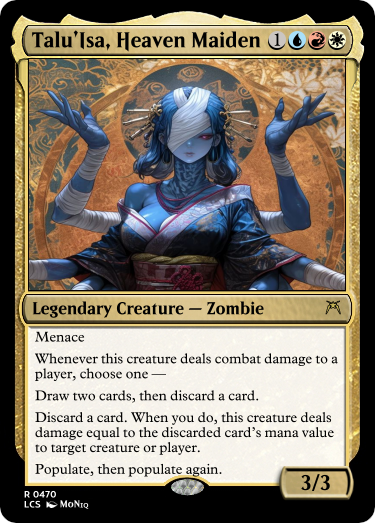 Talu'Isa, Heaven Maiden 1
Legendary Creature — Zombie
Menace
Whenever this creature deals combat damage to a
player, choose one —
Draw two cards, then discard a card.
Discard a card. When you do, this creature deals
damage equal to the discarded card's mana value
to target creature or player.
Populate, then populate again.
3/3
R 0470
LCS MoNiq